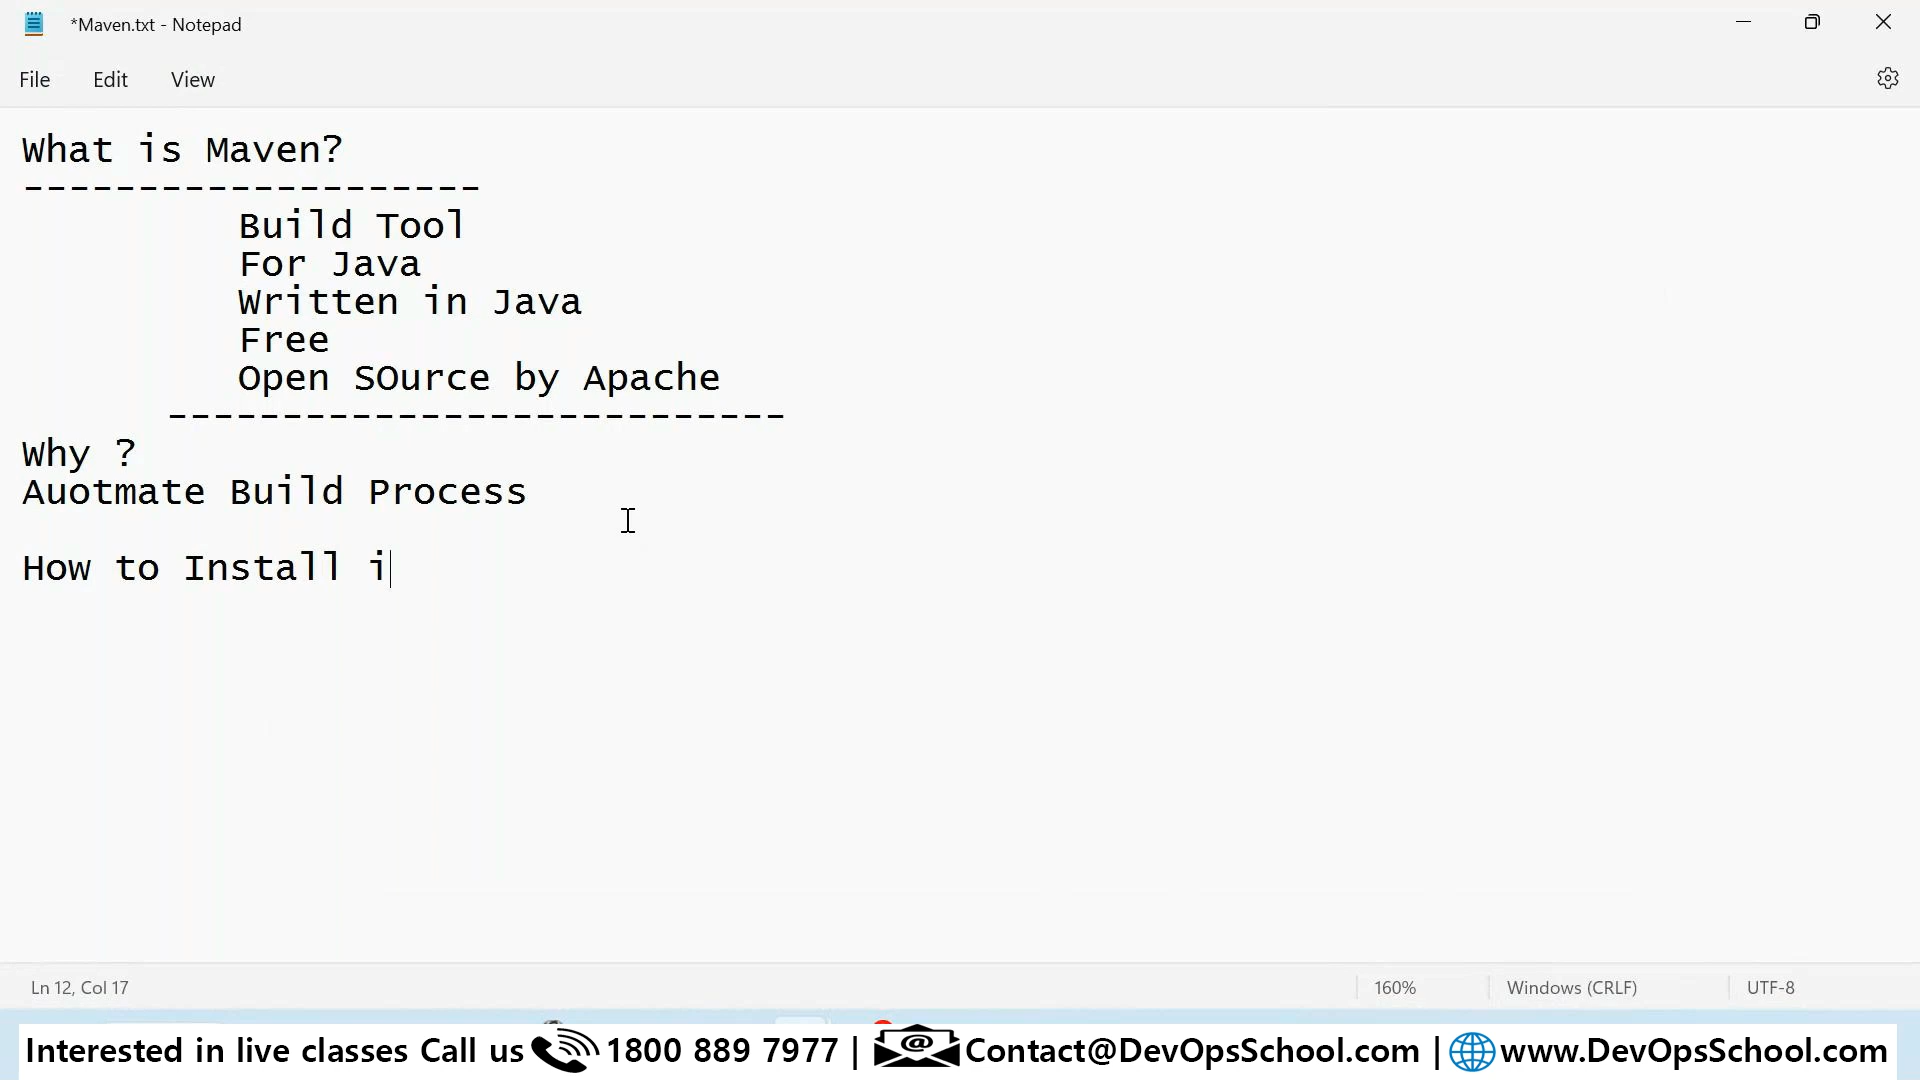 *Maven.txt - Notepad
File Edit View
What is Maven?
--------------------
Build Tool
For Java
Written in Java
Free
Open SOurce by Apache
---------------------------
Why ?
Auotmate Build Process
How to Install i
Ln 12, Col 17 160% Windows (CRLF) UTF-8
Interested in live classes Call us 1800 889 7977 | @ Contact@DevOpsSchool.com | www.DevOpsSchool.com